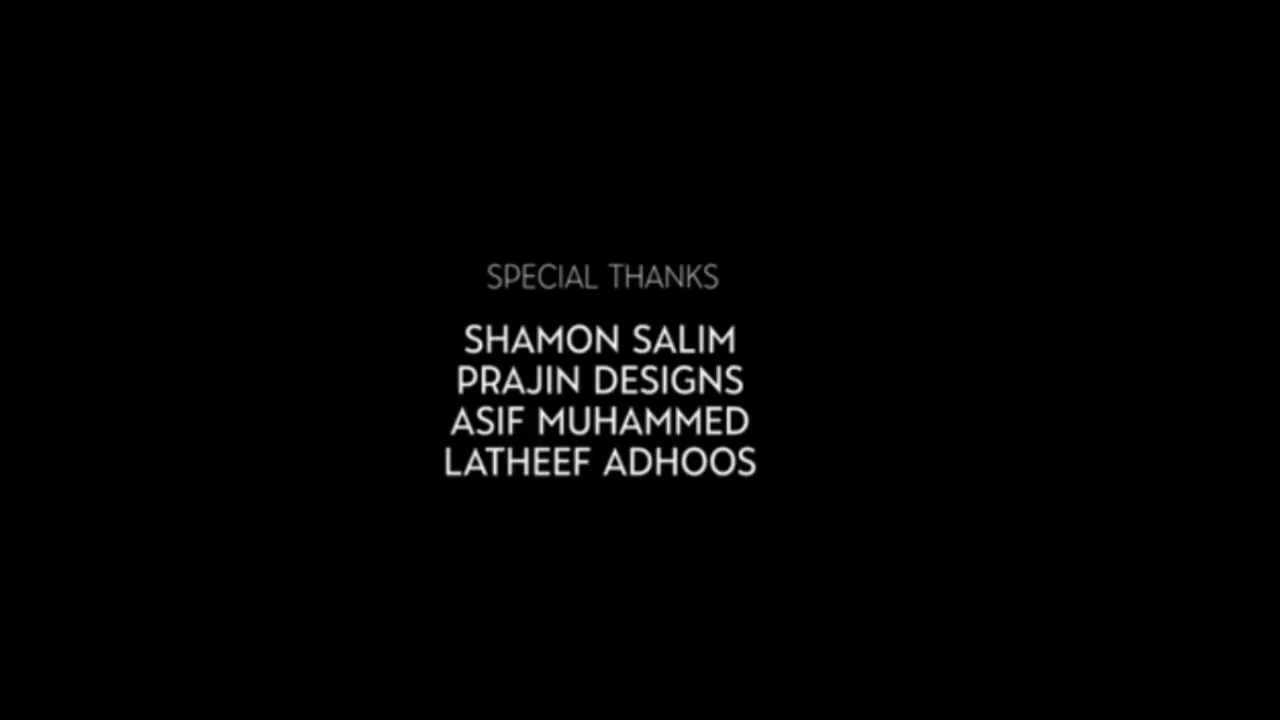 SPECIAL THANKS
SHAMON SALIM
PRAJIN DESIGNS
ASIF MUHAMMED
LATHEEF ADHOOS